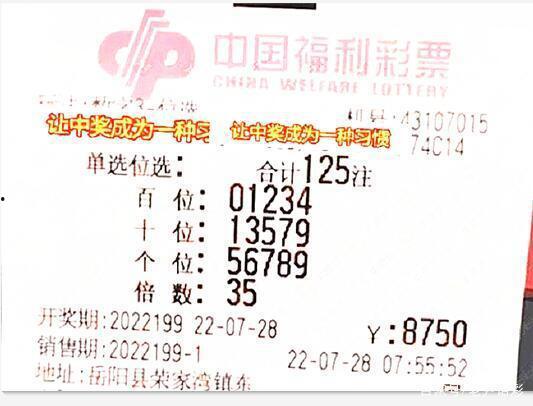 中国福利彩票
CHINA WELFARE LOTTERY
机号:43107015
让中奖成为一种习 让中奖成为一种习惯 74C14
单选位选: 合计125注
百 位: 01234
十 位: 13579
个 位: 56789
倍 数: 35
开奖期:2022199 22-07-28 ¥:8750
销售期:2022199-1 22-07-28 07:55:52
地址:岳阳县荣家湾镇东